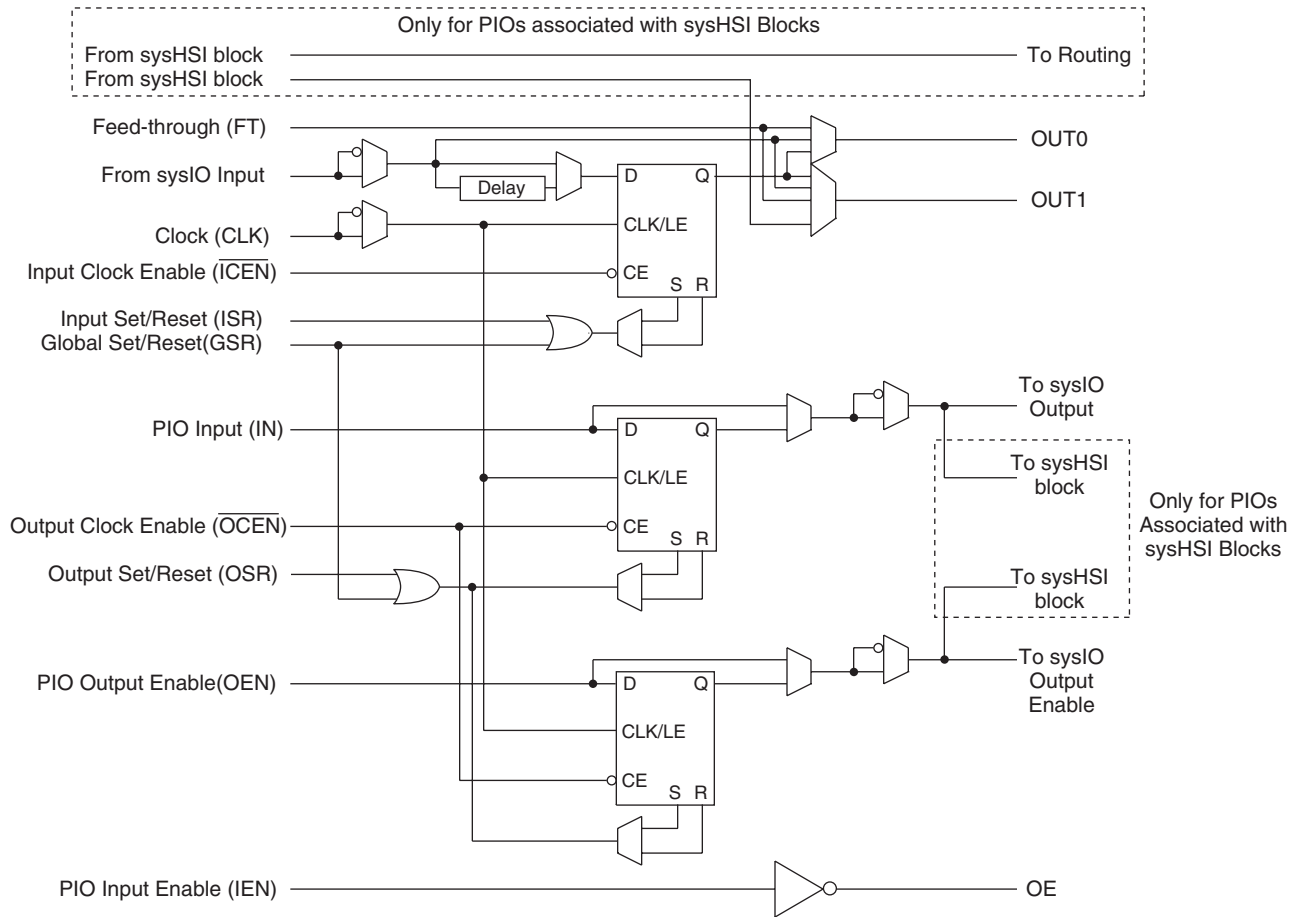 Only for PIOs associated with sysHSI Blocks
From sysHSI block
To Routing
From sysHSI block
Feed-through (FT)
OUT0
From sysIO Input
Delay
D
Q
OUT1
Clock (CLK)
CLK/LE
Input Clock Enable (ICEN)
CE
S R
Input Set/Reset (ISR)
Global Set/Reset(GSR)
To sysIO
Output
PIO Input (IN)
D
Q
To sysHSI
block
CLK/LE
Only for PIOs
Associated with
sysHSI Blocks
Output Clock Enable (OCEN)
CE
S R
Output Set/Reset (OSR)
To sysHSI
block
PIO Output Enable(OEN)
D
Q
To sysIO
Output
Enable
CLK/LE
CE
S R
PIO Input Enable (IEN)
OE